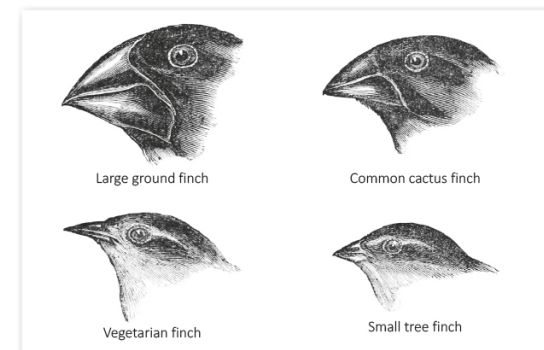 Large ground finch
Common cactus finch
Vegetarian finch
Small tree finch